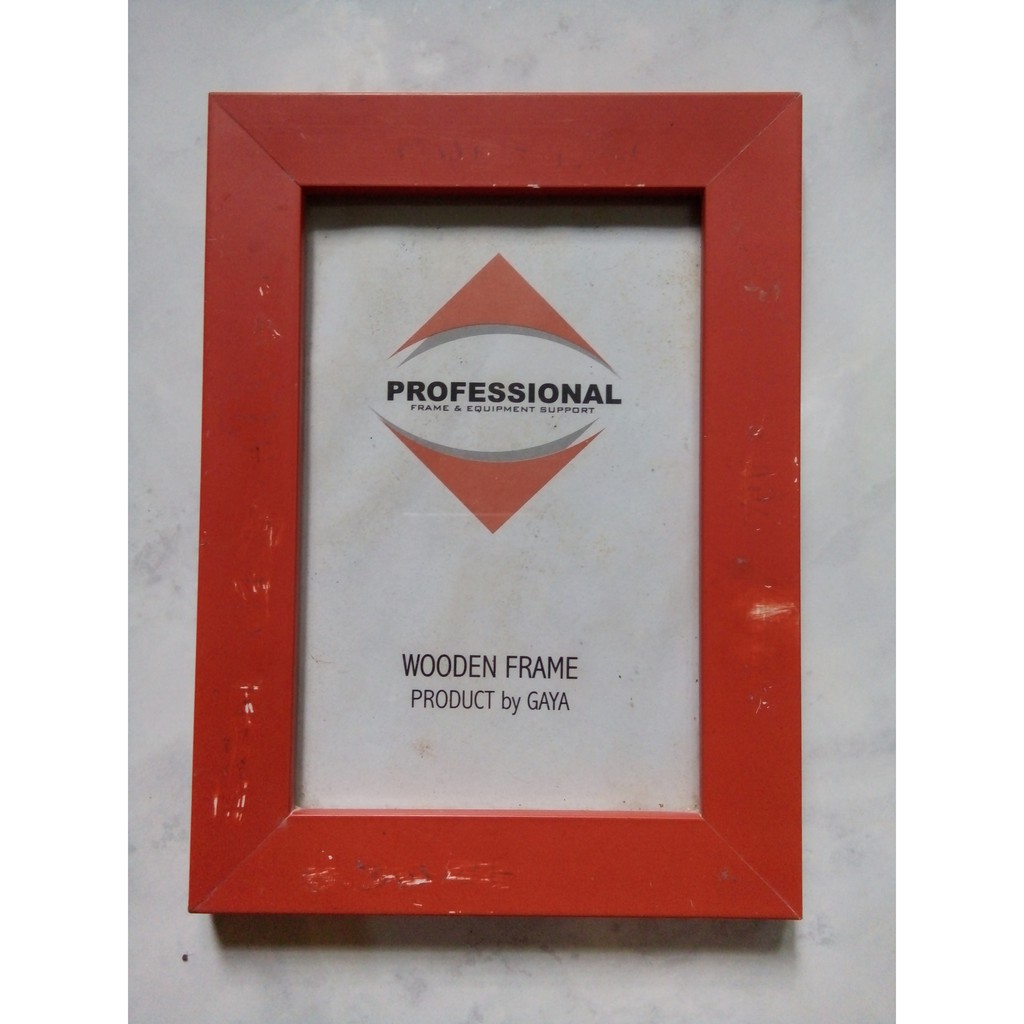 PROFESSIONAL
FRAME & EQUIPMENT SUPPORT
WOODEN FRAME
PRODUCT by GAYA